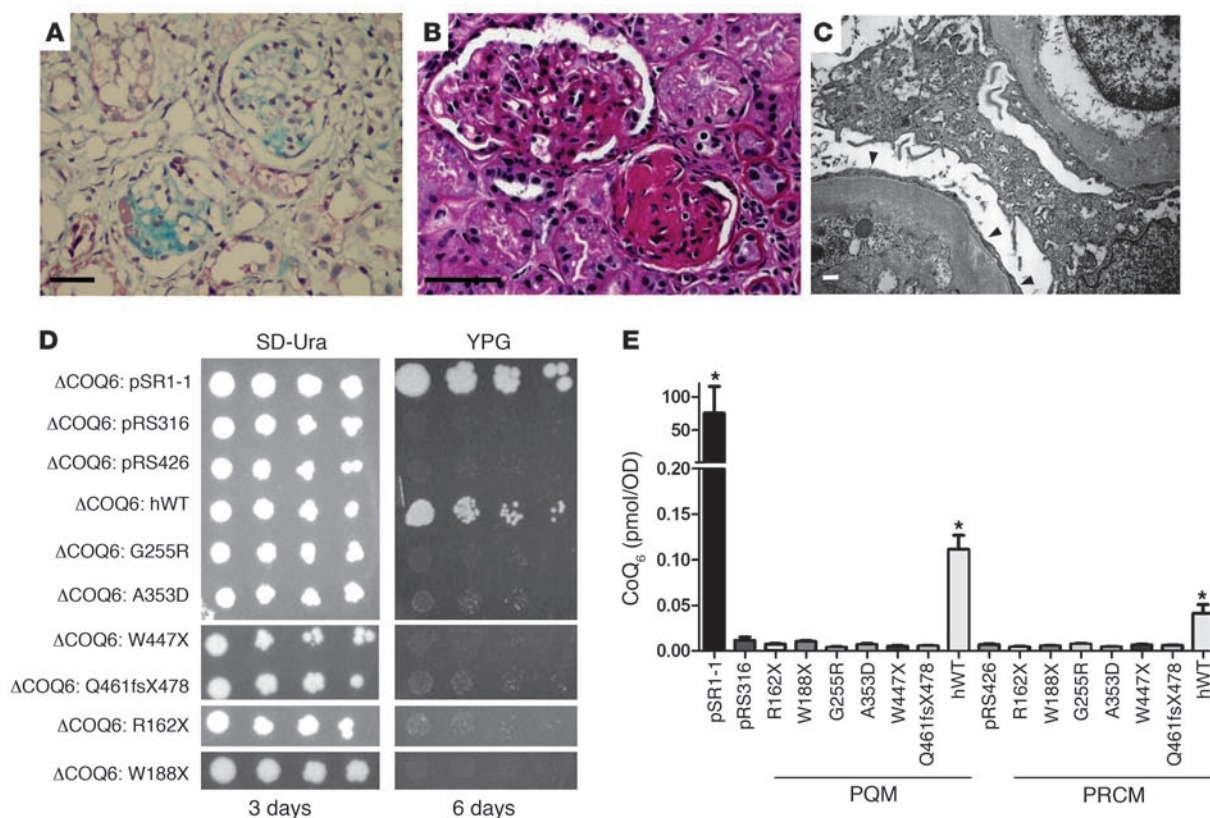 A
B
C
D
SD-Ura
YPG
ΔCOQ6: pSR1-1
ΔCOQ6: pRS316
ΔCOQ6: pRS426
ΔCOQ6: hWT
ΔCOQ6: G255R
ΔCOQ6: A353D
ΔCOQ6: W447X
ΔCOQ6: Q461fsX478
ΔCOQ6: R162X
ΔCOQ6: W188X
3 days
6 days
E
CoQ6 (pmol/OD)
100
50
0.20
0.15
0.10
0.05
0.00
*
*
*
pSR1-1
pRS316
R162X
W188X
G255R
A353D
W447X
Q461fsX478
hWT
pRS426
R162X
W188X
G255R
A353D
W447X
Q461fsX478
hWT
PQM
PRCM